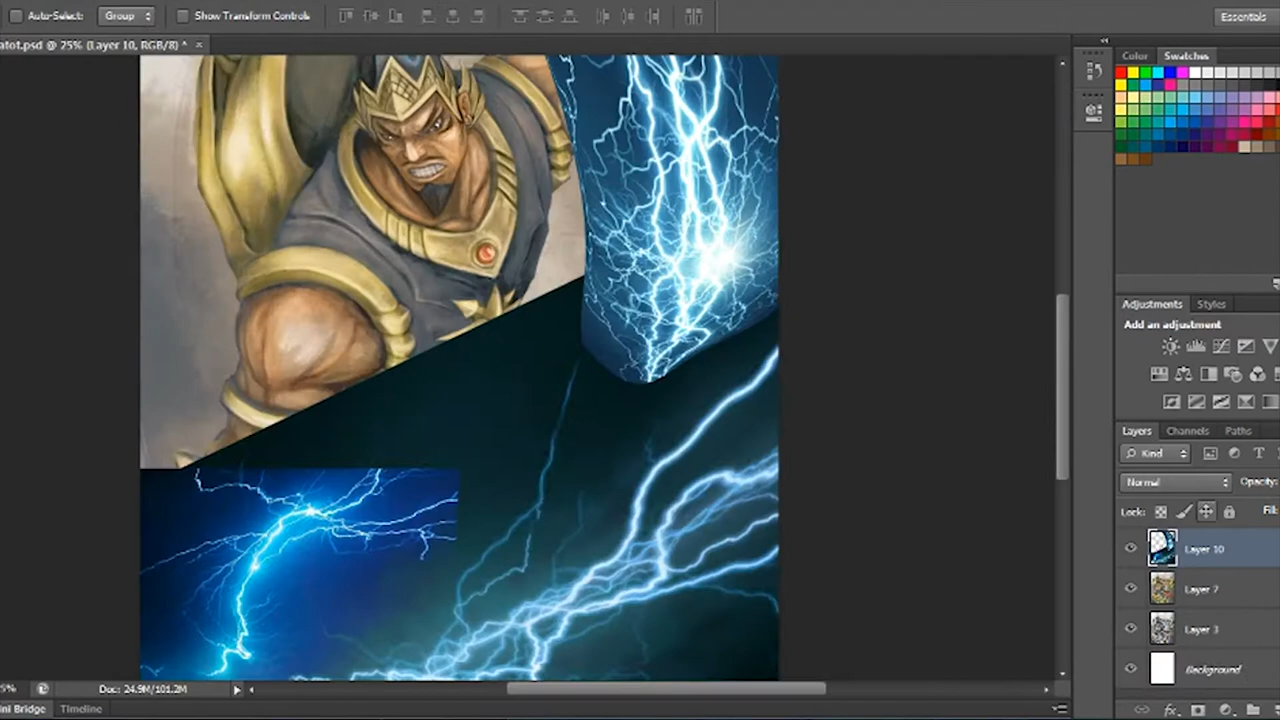 Auto-Select: Group Show Transform Controls Essentials
atot.psd @ 25% (Layer 10, RGB/8) * ×
Color Swatches
Adjustments Styles
Add an adjustment
Layers Channels Paths
Kind
Normal Opacity:
Lock: Fill
Layer 10
Layer 7
Layer 3
Background
5% Doc: 24.9M/101.2M
ini Bridge Timeline